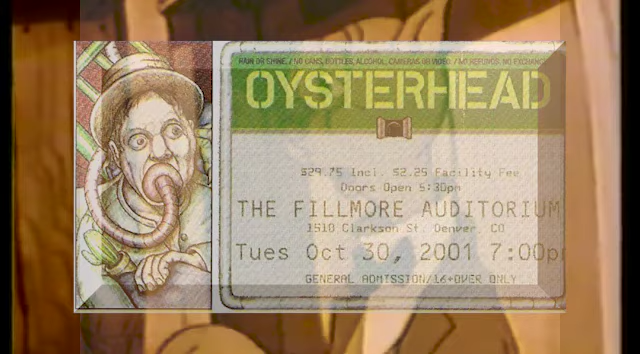 RAIN OR SHINE / NO CANS, BOTTLES, ALCOHOL, CAMERAS OR VIDEO / NO REFUNDS, NO EXCHANGE
OYSTERHEAD
$29.75 Incl. $2.25 Facility Fee
Doors Open 5:30pm
THE FILLMORE AUDITORIUM
1510 Clarkson St. Denver, CO
Tues Oct 30, 2001 7:00p
GENERAL ADMISSION/16+OVER ONLY